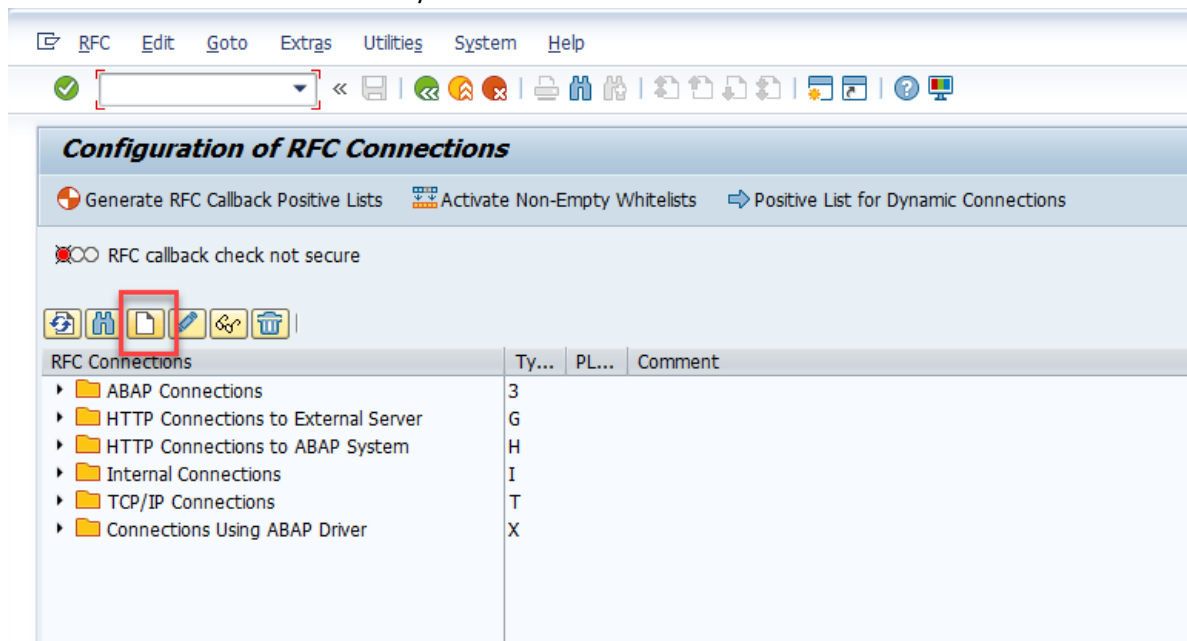 RFC Edit Goto Extras Utilities System Help
«
Configuration of RFC Connections
Generate RFC Callback Positive Lists Activate Non-Empty Whitelists Positive List for Dynamic Connections
RFC callback check not secure
RFC Connections Ty... PL... Comment
ABAP Connections 3
HTTP Connections to External Server G
HTTP Connections to ABAP System H
Internal Connections I
TCP/IP Connections T
Connections Using ABAP Driver X